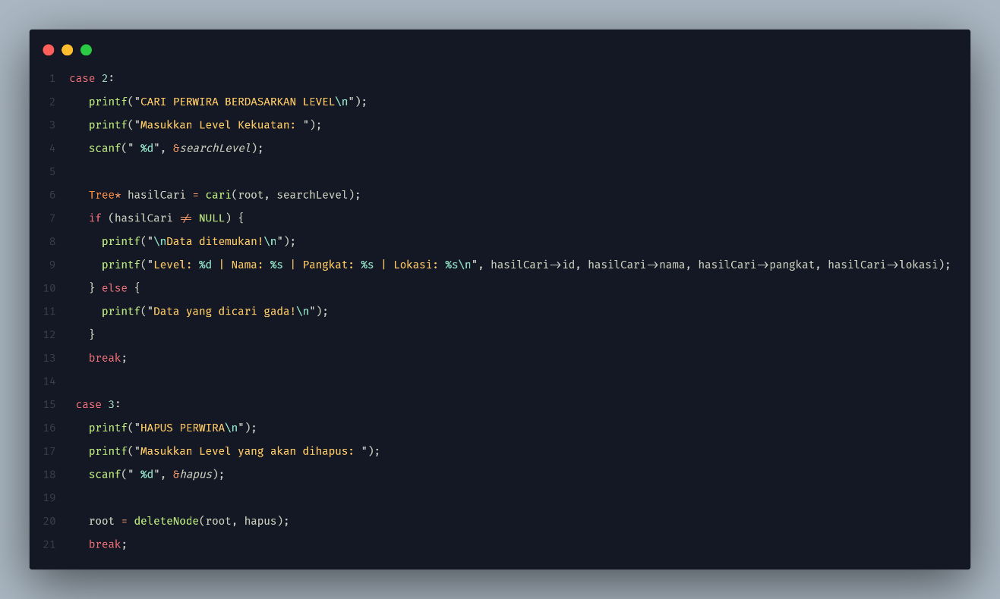 1 case 2:
2 printf("CARI PERWIRA BERDASARKAN LEVEL\n");
3 printf("Masukkan Level Kekuatan: ");
4 scanf(" %d", &searchLevel);
5
6 Tree* hasilCari = cari(root, searchLevel);
7 if (hasilCari != NULL) {
8 printf("\nData ditemukan!\n");
9 printf("Level: %d | Nama: %s | Pangkat: %s | Lokasi: %s\n", hasilCari->id, hasilCari->nama, hasilCari->pangkat, hasilCari->lokasi);
10 } else {
11 printf("Data yang dicari gada!\n");
12 }
13 break;
14
15 case 3:
16 printf("HAPUS PERWIRA\n");
17 printf("Masukkan Level yang akan dihapus: ");
18 scanf(" %d", &hapus);
19
20 root = deleteNode(root, hapus);
21 break;